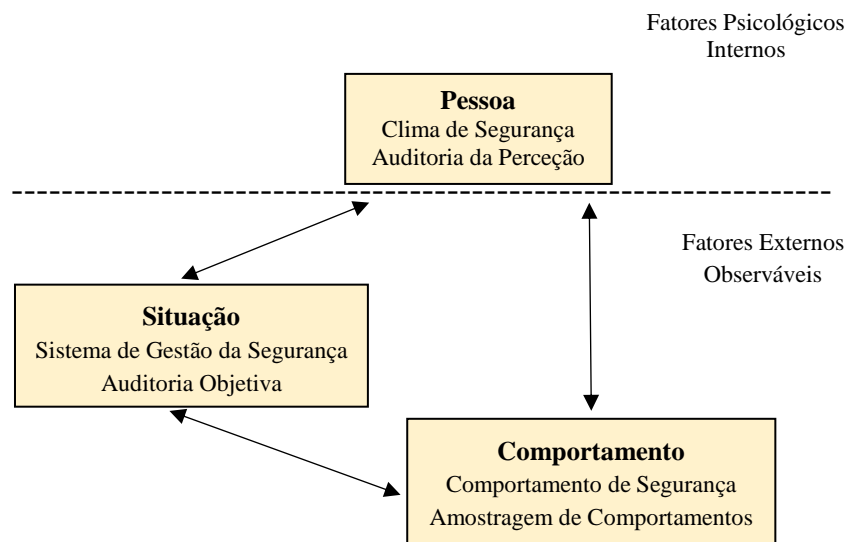 Fatores Psicológicos
Internos
Pessoa
Clima de Segurança
Auditoria da Perceção
Fatores Externos
Observáveis
Situação
Sistema de Gestão da Segurança
Auditoria Objetiva
Comportamento
Comportamento de Segurança
Amostragem de Comportamentos